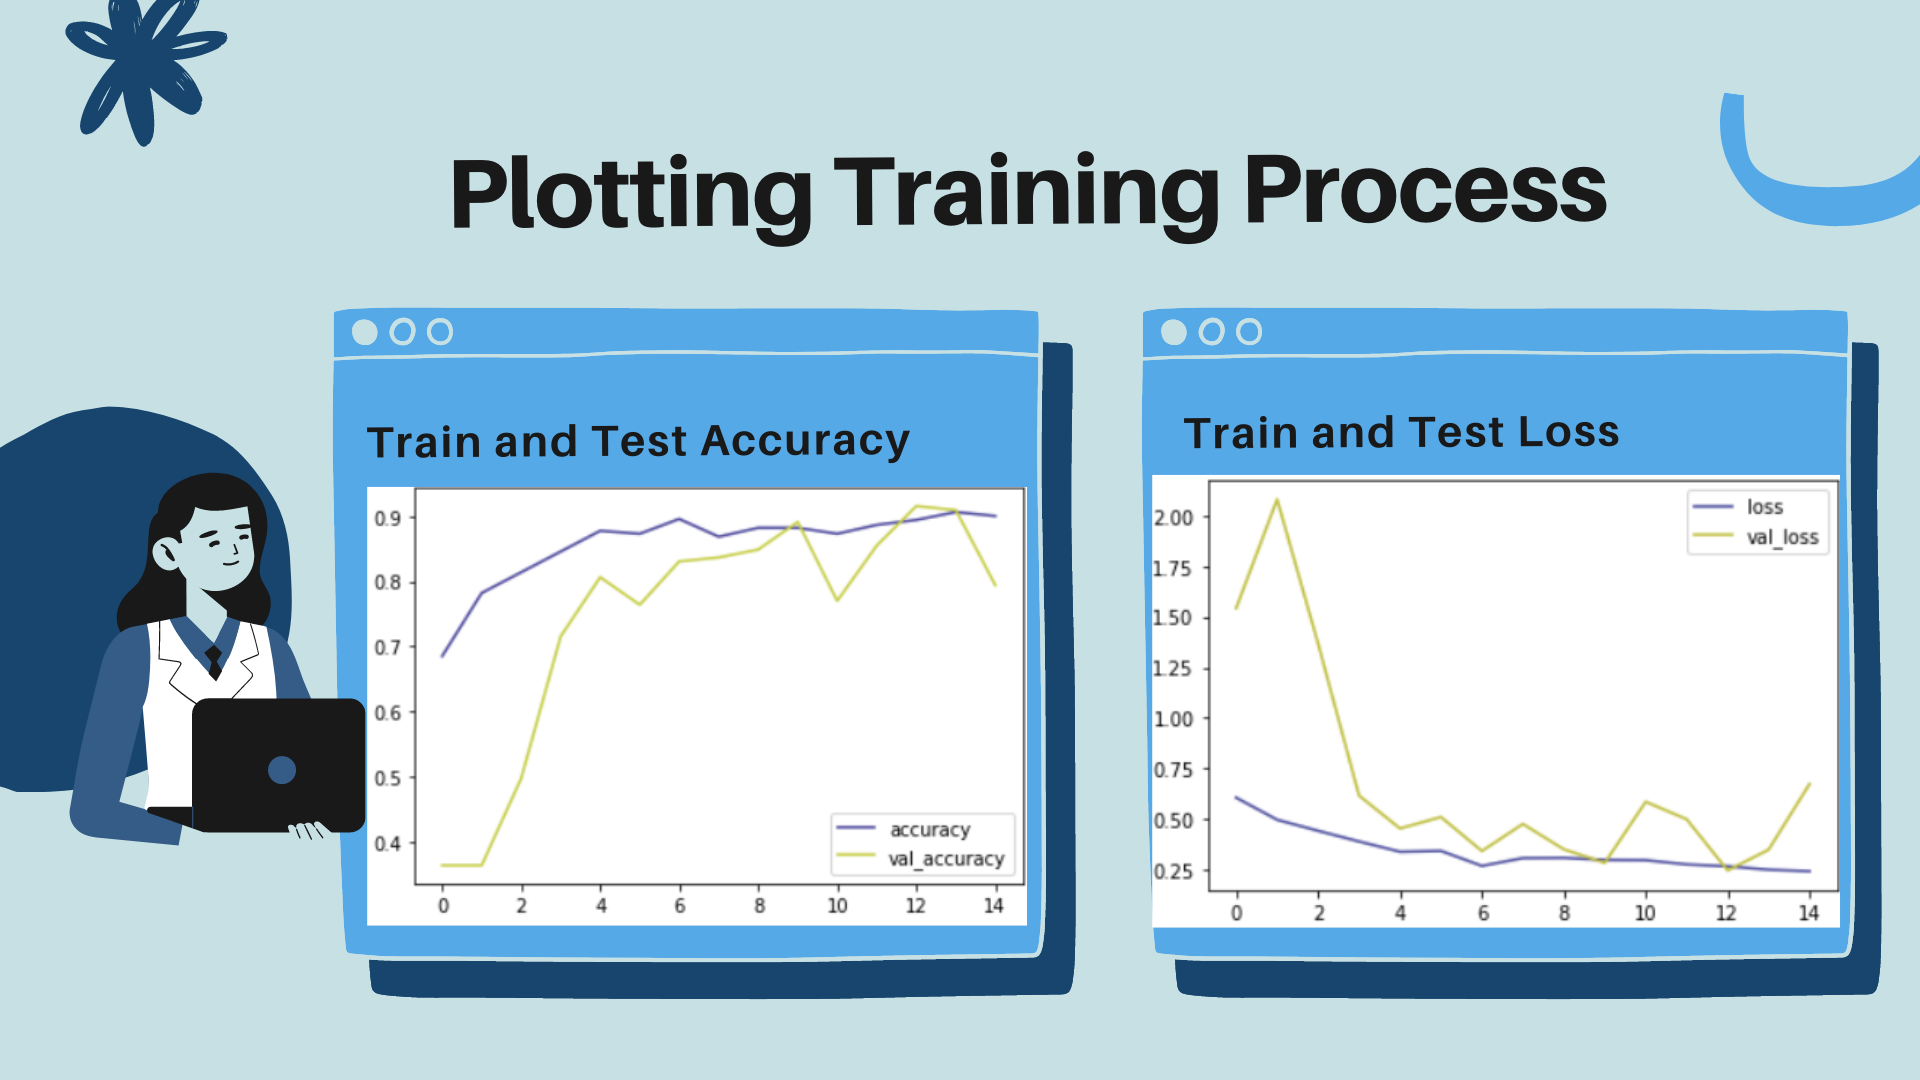 Plotting Training Process
Train and Test Accuracy
0.9
0.8
0.7
0.6
0.5
0.4
accuracy
val_accuracy
0 2 4 6 8 10 12 14
Train and Test Loss
2.00
1.75
1.50
1.25
1.00
0.75
0.50
0.25
loss
val_loss
0 2 4 6 8 10 12 14